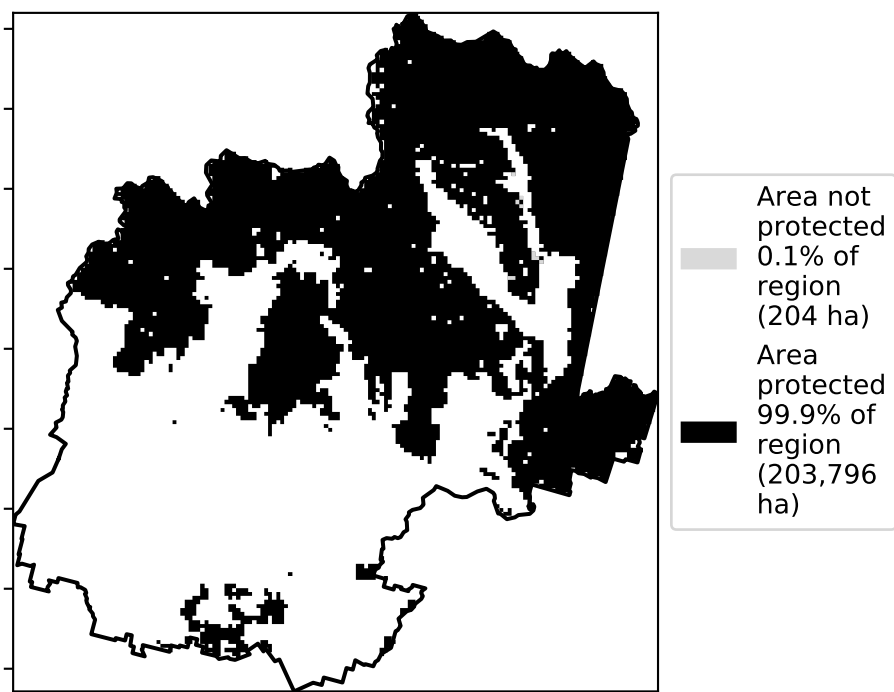 Area not
protected
0.1% of
region
(204 ha)
Area
protected
99.9% of
region
(203,796
ha)